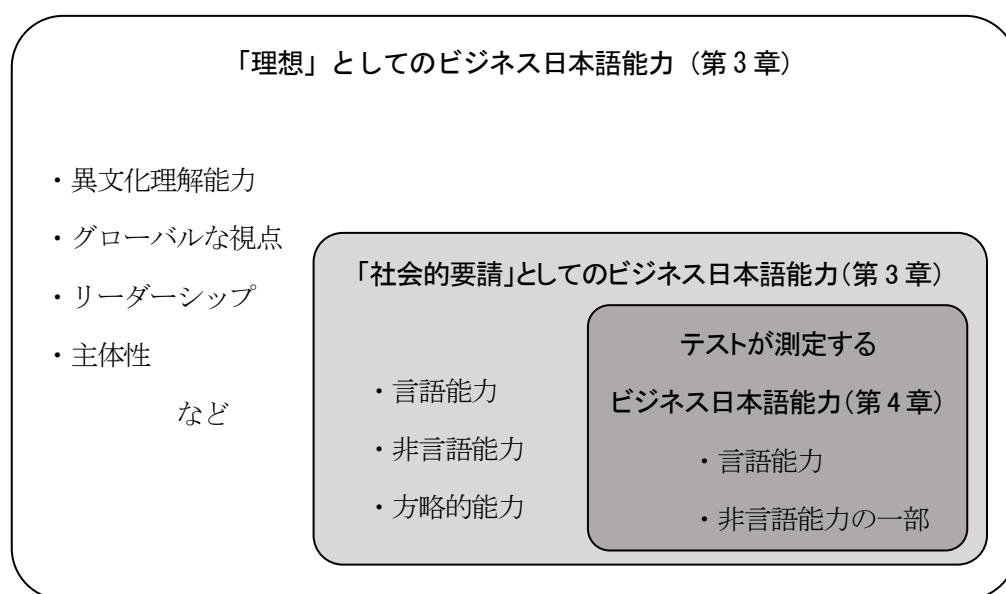 「理想」としてのビジネス日本語能力（第３章）
・異文化理解能力
・グローバルな視点
・リーダーシップ
・主体性
など
「社会的要請」としてのビジネス日本語能力（第３章）
・言語能力
・非言語能力
・方略的能力
テストが測定する
ビジネス日本語能力（第４章）
・言語能力
・非言語能力の一部